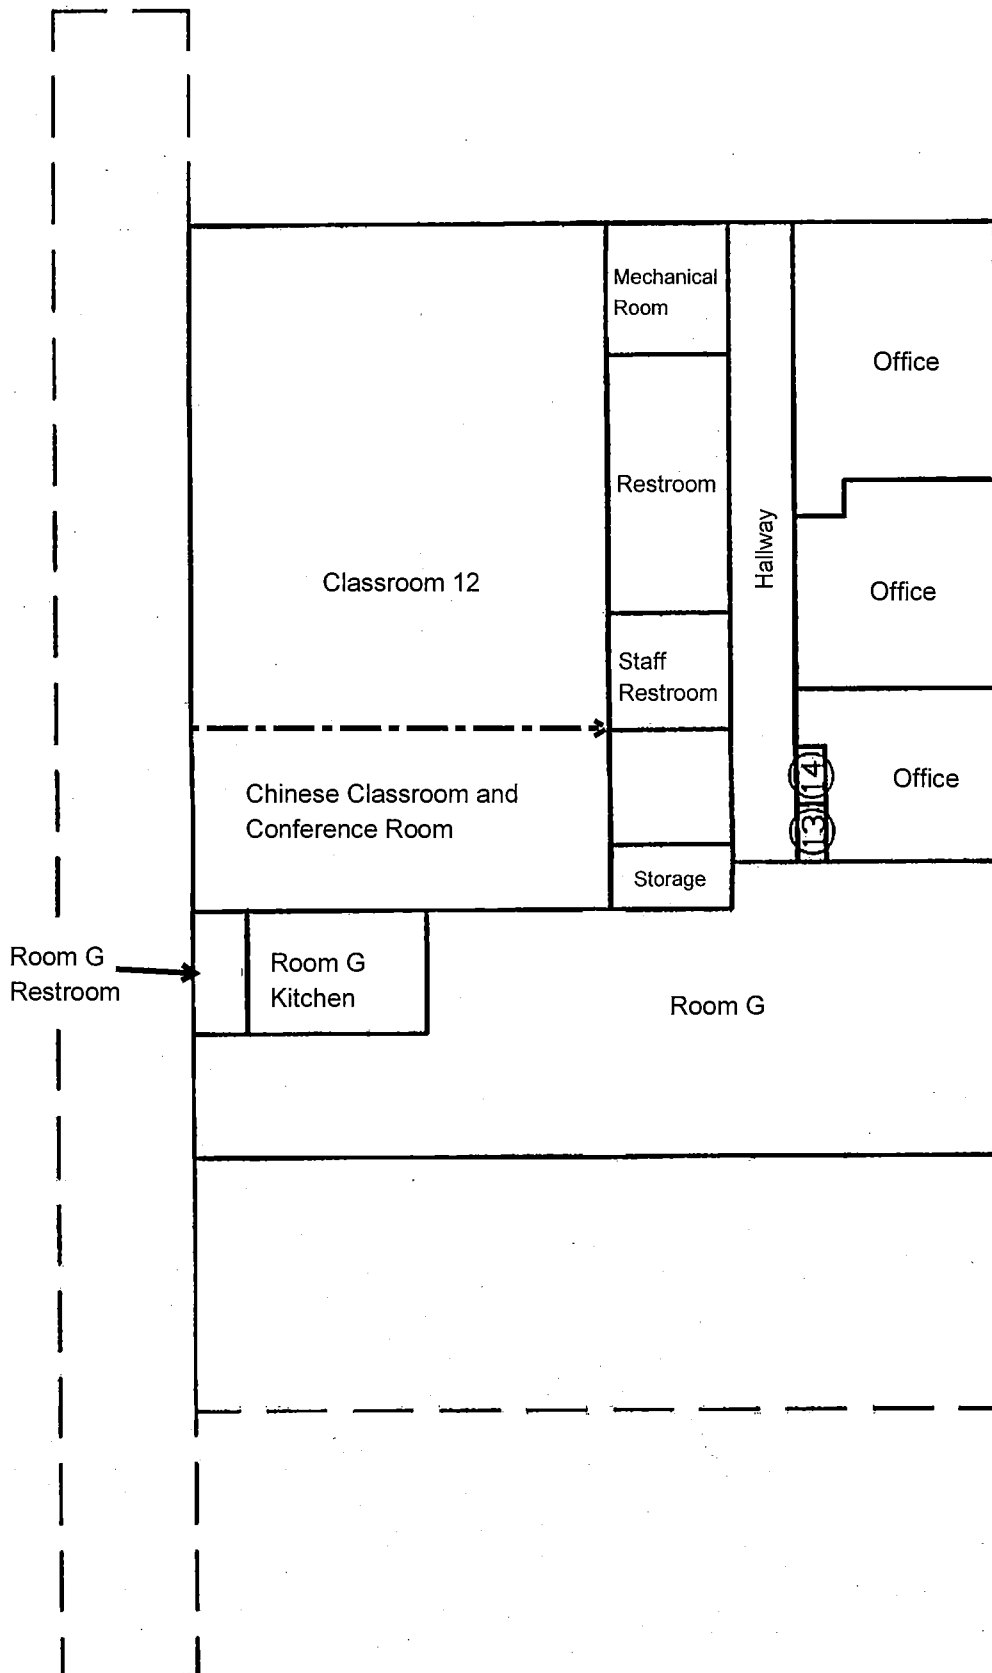 Mechanical
Room
Office
Restroom
Hallway
Classroom 12
Office
Staff
Restroom
14
Office
Chinese Classroom and
Conference Room
13
Storage
Room G
Restroom
Room G
Kitchen
Room G